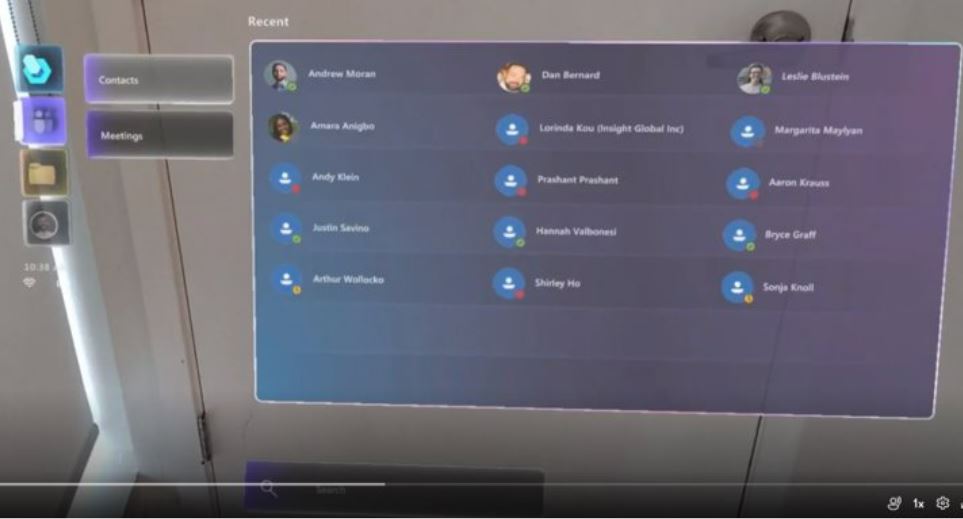 Recent
Contacts
Meetings
Andrew Moran
Dan Bernard
Leslie Blustein
Amara Anigbo
Lorinda Kou (Insight Global Inc)
Margarita Maylyan
Andy Klein
Prashant Prashant
Aaron Krauss
Justin Savino
Hannah Valbonesi
Bryce Graff
Arthur Wollocko
Shirley Ho
Sonja Knoll
10:38
Search
1x